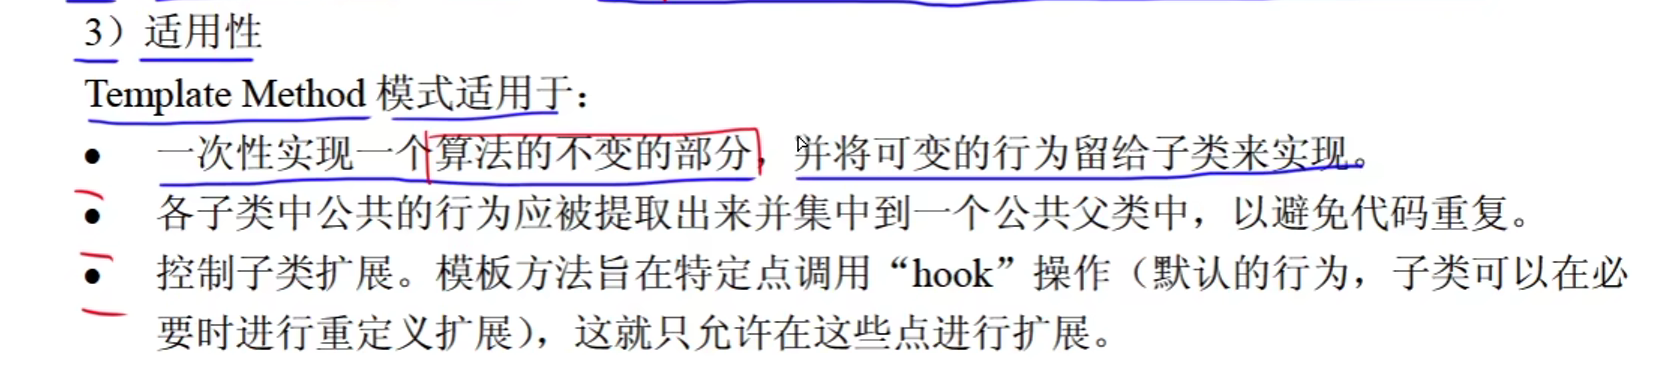 3）适用性
Template Method 模式适用于：
● 一次性实现一个算法的不变的部分，并将可变的行为留给子类来实现。
● 各子类中公共的行为应被提取出来并集中到一个公共父类中，以避免代码重复。
● 控制子类扩展。模板方法旨在特定点调用“hook”操作（默认的行为，子类可以在必
要时进行重定义扩展），这就只允许在这些点进行扩展。